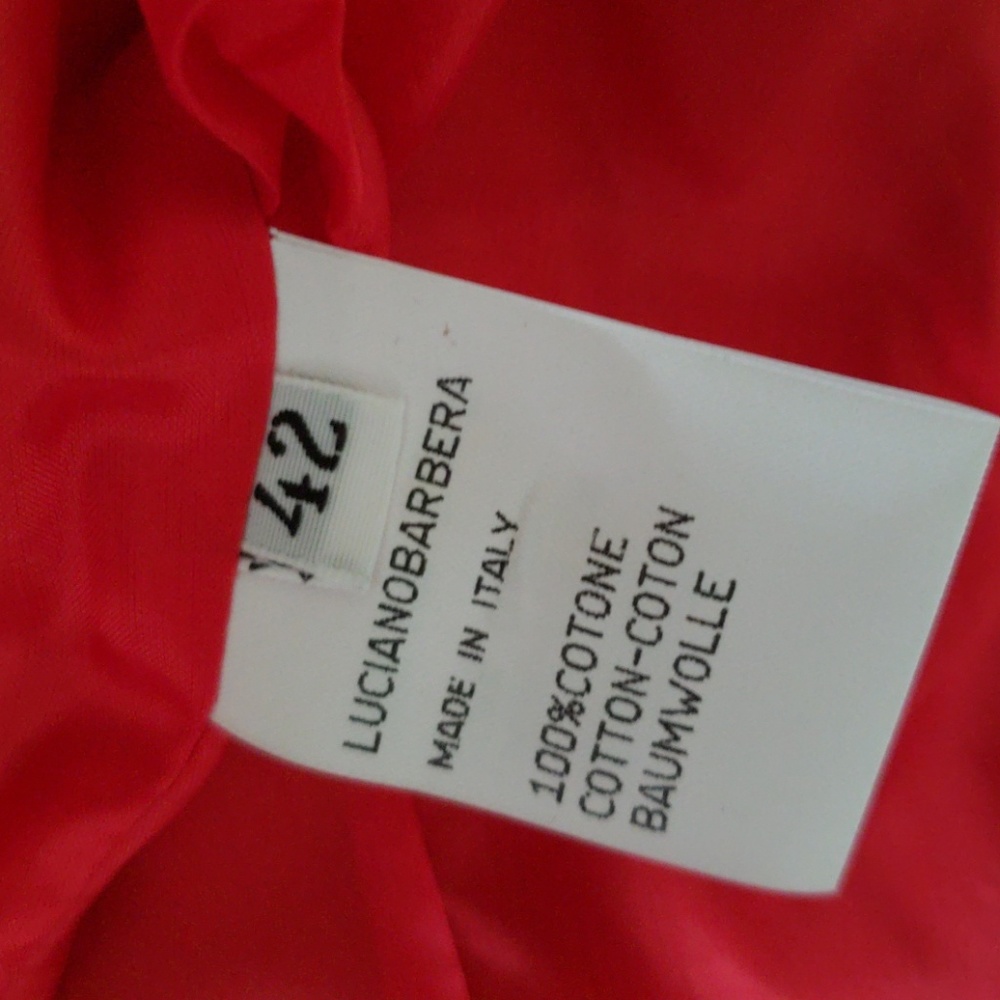 42
LUCIANOBARBERA
MADE IN ITALY
100%COTONE
COTTON-COTON
BAUMWOLLE